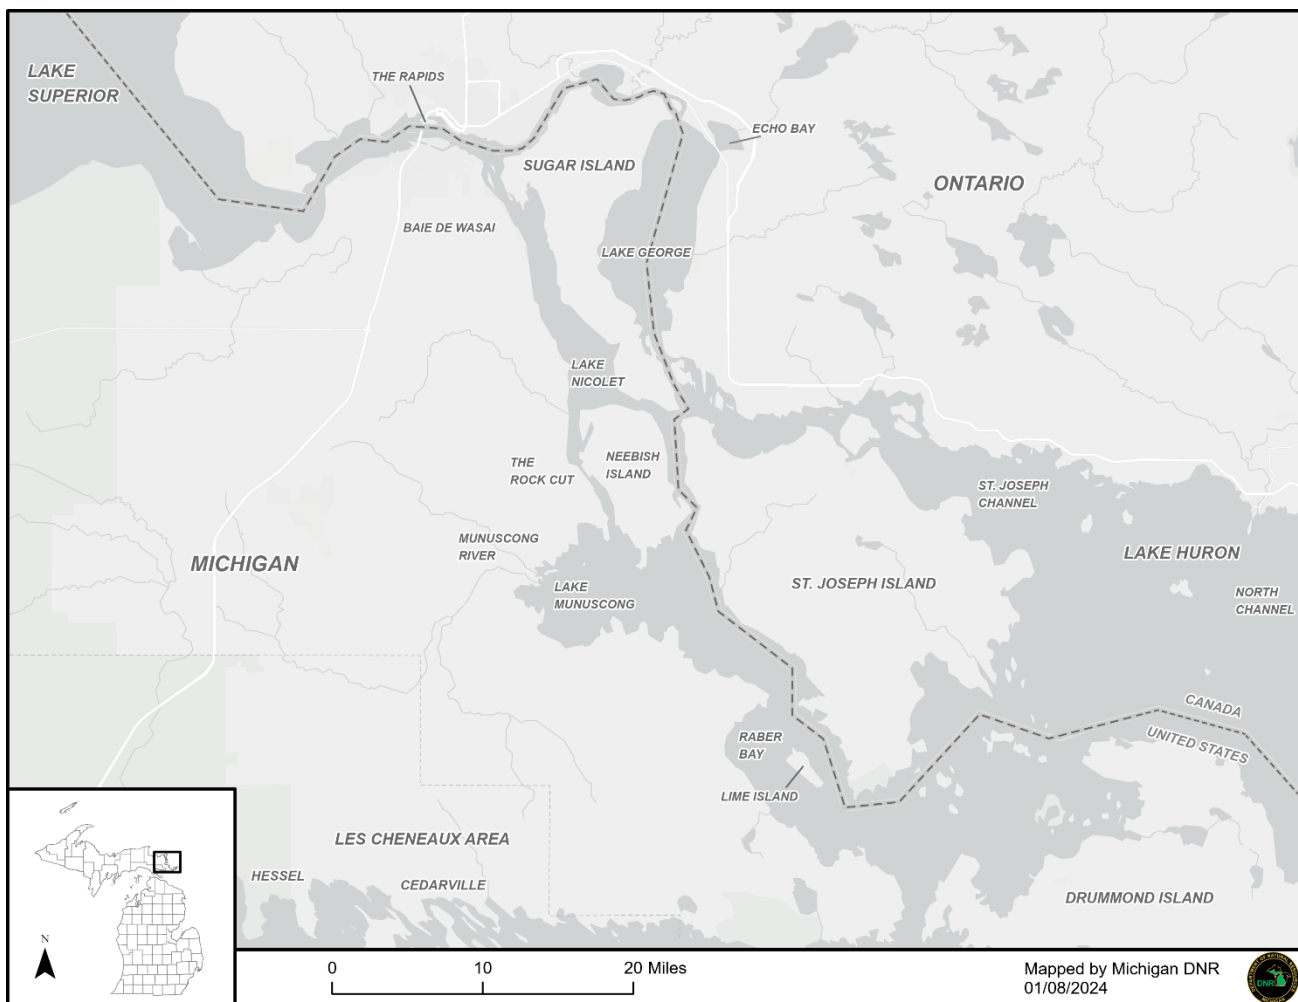 LAKE
SUPERIOR
THE RAPIDS
ECHO BAY
SUGAR ISLAND
ONTARIO
BAIE DE WASAI
LAKE GEORGE
LAKE
NICOLET
THE
ROCK CUT
NEEBISH
ISLAND
ST. JOSEPH
CHANNEL
MUNUSCONG
RIVER
MICHIGAN
LAKE HURON
LAKE
MUNUSCONG
ST. JOSEPH ISLAND
NORTH
CHANNEL
CANADA
UNITED STATES
RABER
BAY
LIME ISLAND
LES CHENEAUX AREA
HESSEL
CEDARVILLE
DRUMMOND ISLAND
N
0 10 20 Miles
Mapped by Michigan DNR
01/08/2024
DNR